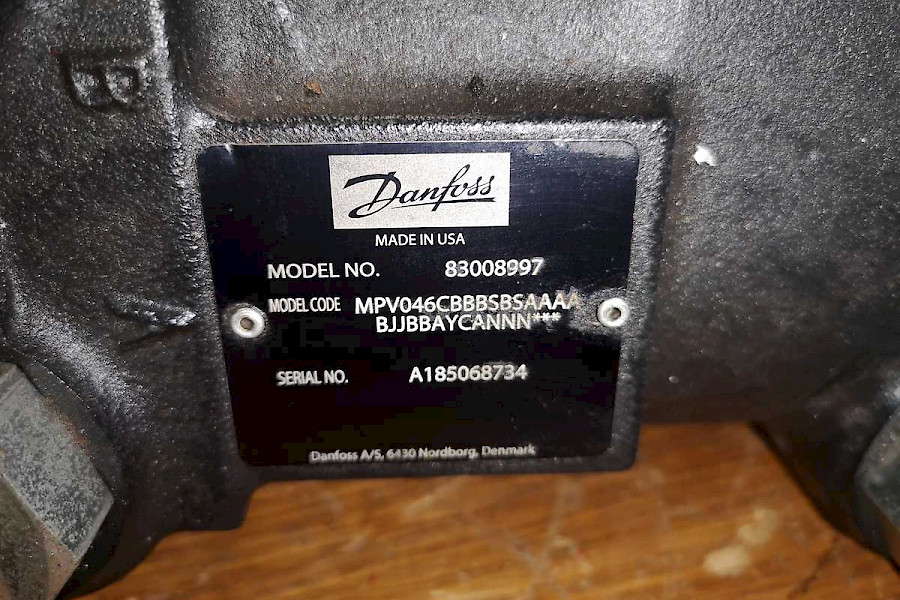 B
Danfoss
MADE IN USA
MODEL NO. 83008997
MODEL CODE MPV046CBBBSBSAAAA
BJJBBAYCANNN***
SERIAL NO. A185068734
Danfoss A/S, 6430 Nordborg, Denmark